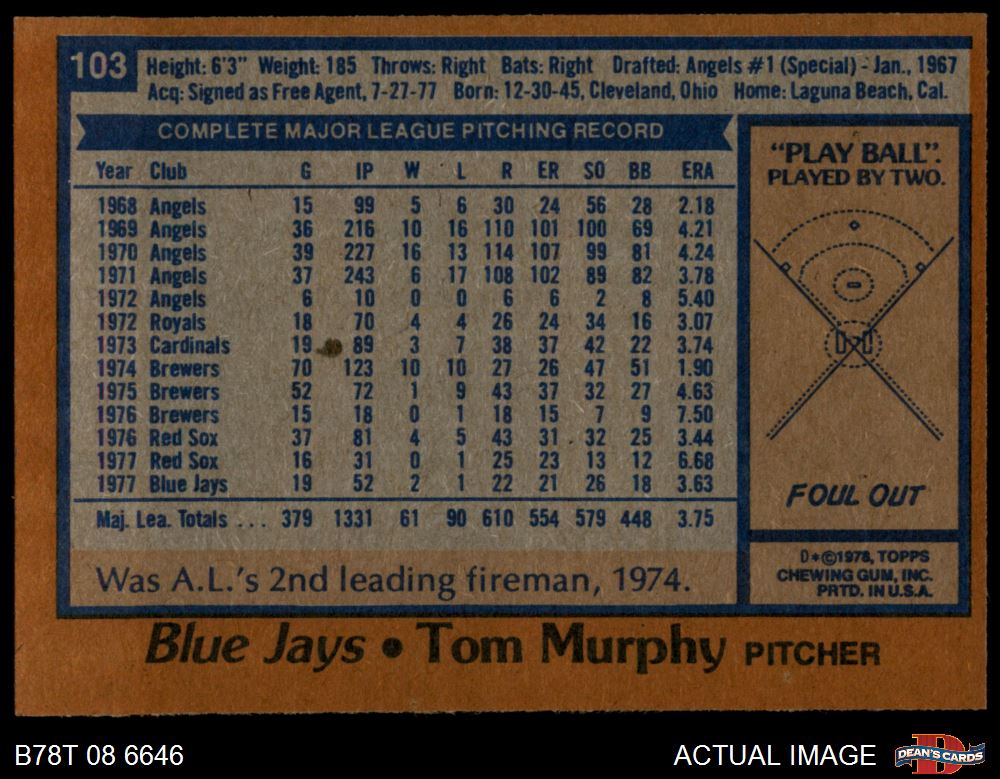 103
Height: 6'3" Weight: 185 Throws: Right Bats: Right Drafted: Angels #1 (Special) - Jan., 1967
Acq: Signed as Free Agent, 7-27-77 Born: 12-30-45, Cleveland, Ohio Home: Laguna Beach, Cal.
COMPLETE MAJOR LEAGUE PITCHING RECORD
Year Club G IP W L R ER SO BB ERA
1968 Angels 15 99 5 6 30 24 56 28 2.18
1969 Angels 36 216 10 16 110 101 100 69 4.21
1970 Angels 39 227 16 13 114 107 99 81 4.24
1971 Angels 37 243 6 17 108 102 89 82 3.78
1972 Angels 6 10 0 0 6 6 2 8 5.40
1972 Royals 18 70 4 4 26 24 34 16 3.07
1973 Cardinals 19 89 3 7 38 37 42 22 3.74
1974 Brewers 70 123 10 10 27 26 47 51 1.90
1975 Brewers 52 72 1 9 43 37 32 27 4.63
1976 Brewers 15 18 0 1 18 15 7 9 7.50
1976 Red Sox 37 81 4 5 43 31 32 25 3.44
1977 Red Sox 16 31 0 1 25 23 13 12 6.68
1977 Blue Jays 19 52 2 1 22 21 26 18 3.63
Maj. Lea. Totals ... 379 1331 61 90 610 554 579 448 3.75
Was A.L.'s 2nd leading fireman, 1974.
"PLAY BALL".
PLAYED BY TWO.
FOUL OUT
D*©1978, TOPPS
CHEWING GUM, INC.
PRTD. IN U.S.A.
Blue Jays • Tom Murphy PITCHER
B78T 08 6646
ACTUAL IMAGE
D
DEAN'S CARDS